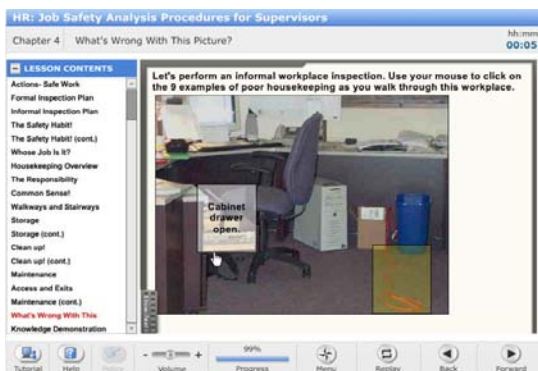 HR: Job Safety Analysis Procedures for Supervisors
Chapter 4 What's Wrong With This Picture?
hh:mm
00:05
LESSON CONTENTS
Actions- Safe Work
Formal Inspection Plan
Informal Inspection Plan
The Safety Habit!
The Safety Habit! (cont.)
Whose Job Is It?
Housekeeping Overview
The Responsibility
Common Sense!
Walkways and Stairways
Storage
Storage (cont.)
Clean up!
Clean up! (cont.)
Maintenance
Access and Exits
Maintenance (cont.)
What's Wrong With This
Knowledge Demonstration
Let's perform an informal workplace inspection. Use your mouse to click on
the 9 examples of poor housekeeping as you walk through this workplace.
Cabinet
drawer
open.
99%
Tutorial Help Volume Progress Menu Replay Back Forward